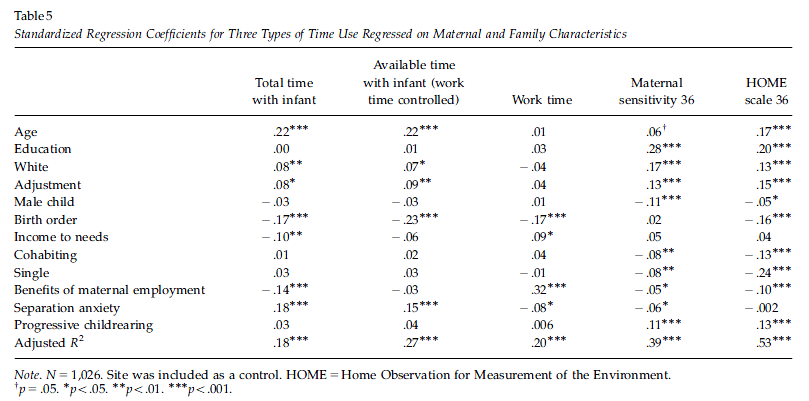 Table 5
Standardized Regression Coefficients for Three Types of Time Use Regressed on Maternal and Family Characteristics
Total time with infant Available time with infant (work time controlled) Work time Maternal sensitivity 36 HOME scale 36
Age .22*** .22*** .01 .06† .17***
Education .00 .01 .03 .28*** .20***
White .08** .07* −.04 .17*** .13***
Adjustment .08* .09** .04 .13*** .15***
Male child −.03 −.03 .01 −.11*** −.05*
Birth order −.17*** −.23*** −.17*** .02 −.16***
Income to needs −.10** −.06 .09* .05 .04
Cohabiting .01 .02 .04 −.08** −.13***
Single .03 .03 −.01 −.08** −.24***
Benefits of maternal employment −.14*** −.03 .32*** −.05* −.10***
Separation anxiety .18*** .15*** −.08* −.06* −.002
Progressive childrearing .03 .04 .006 .11*** .13***
Adjusted R² .18*** .27*** .20*** .39*** .53***
Note. N = 1,026. Site was included as a control. HOME = Home Observation for Measurement of the Environment.
†p = .05. *p < .05. **p < .01. ***p < .001.